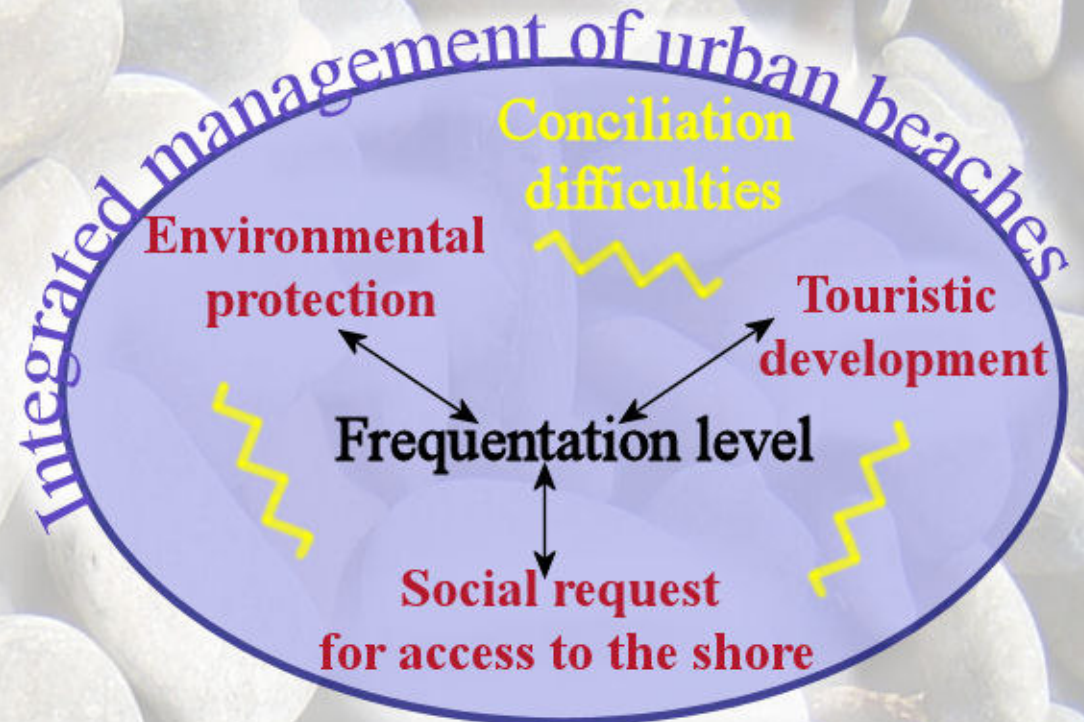 Integrated management of urban beaches
Conciliation
difficulties
Environmental
protection
Touristic
development
Frequentation level
Social request
for access to the shore